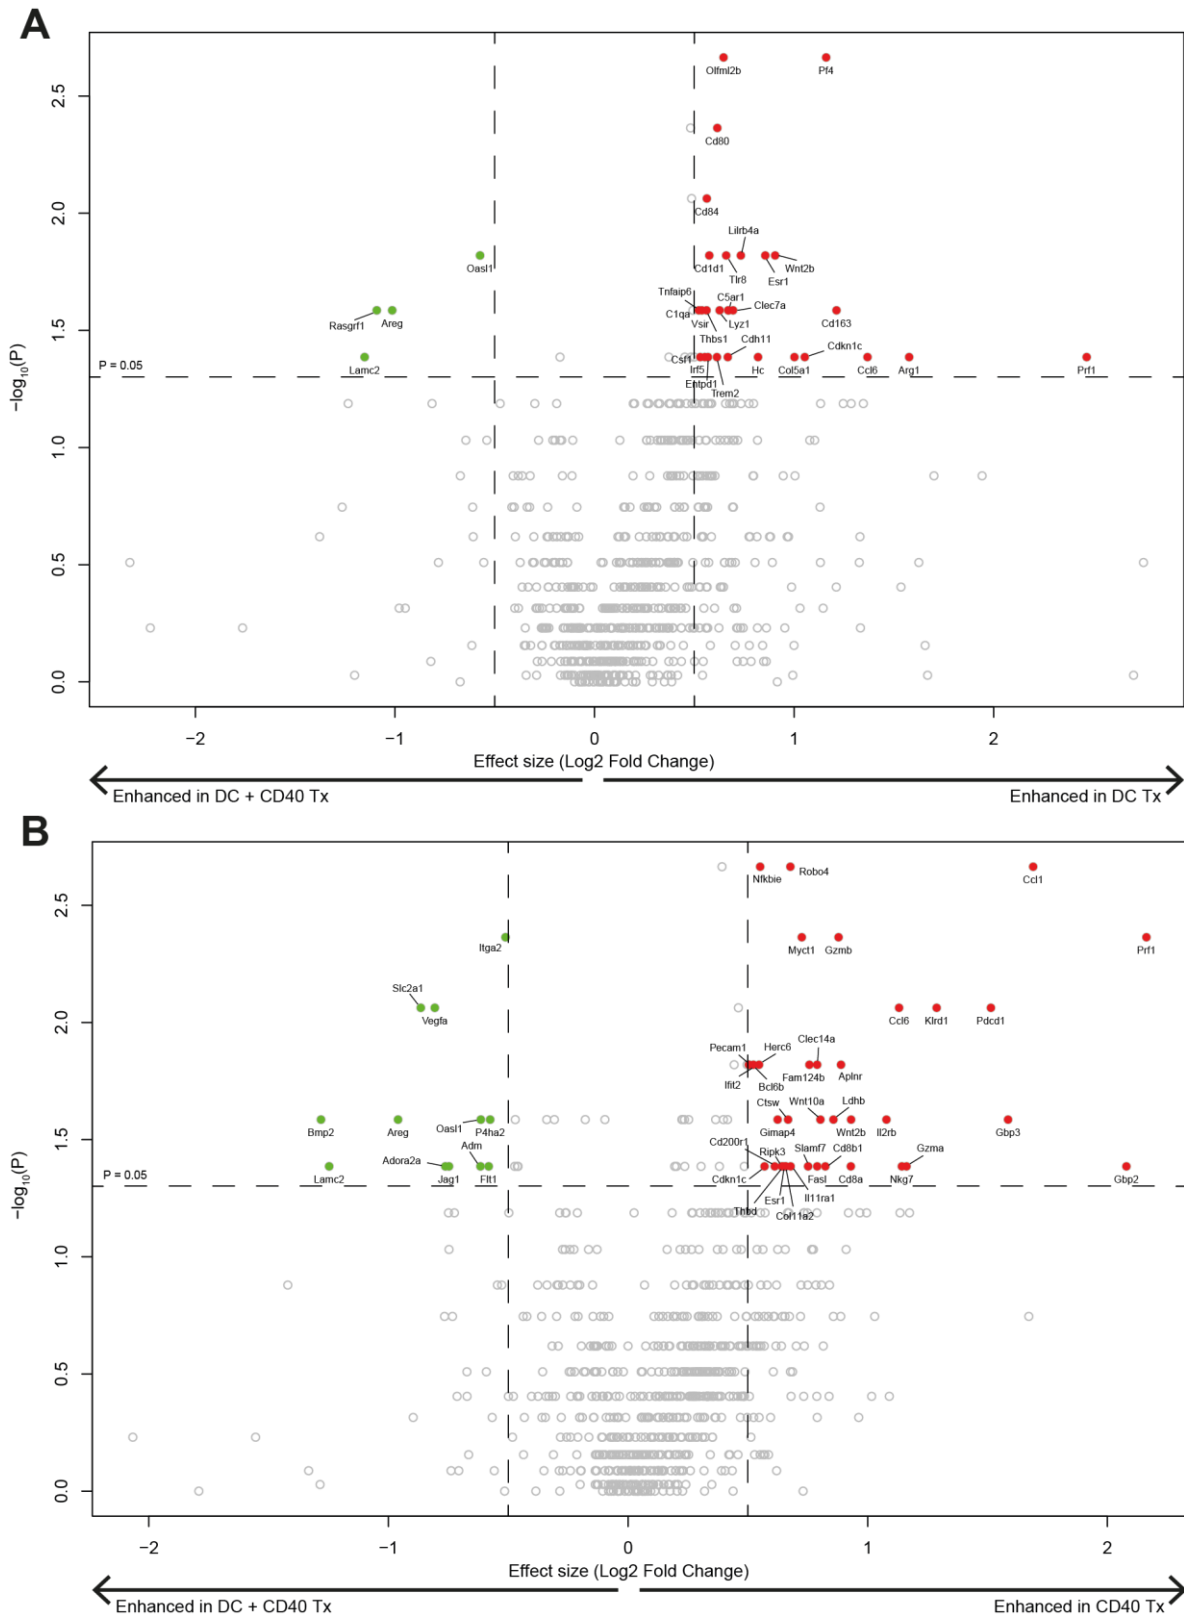 A
2.5
2.0
1.5
1.0
0.5
0.0
−log10(P)
Olfml2b
Pf4
Cd80
Cd84
Lilrb4a
Oasl1
Cd1d1
Tlr8
Esr1
Wnt2b
Tnfaip6
C5ar1
Clec7a
C1qa
Vsir
Lyz1
Cd163
Rasgrf1
Areg
Thbs1
Cdh11
Cdkn1c
Csf1
P = 0.05
Lamc2
Irf5
Hc
Col5a1
Ccl6
Arg1
Prf1
Entpd1
Trem2
−2
−1
0
1
2
Effect size (Log2 Fold Change)
Enhanced in DC + CD40 Tx
Enhanced in DC Tx
B
2.5
2.0
1.5
1.0
0.5
0.0
−log10(P)
Nfkbie
Robo4
Ccl1
Itga2
Myct1
Gzmb
Prf1
Slc2a1
Vegfa
Ccl6
Klrd1
Pdcd1
Pecam1
Herc6
Clec14a
Ifit2
Bcl6b
Fam124b
Aplnr
Ctsw
Wnt10a
Ldhb
Bmp2
Areg
Oasl1
P4ha2
Gimap4
Wnt2b
Il2rb
Gbp3
Adm
Cd200r1
Ripk3
Slamf7
Cd8b1
Gzma
Adora2a
P = 0.05
Lamc2
Jag1
Flt1
Cdkn1c
Thbd
Esr1
Col11a2
Il11ra1
Fasl
Cd8a
Nkg7
Gbp2
−2
−1
0
1
2
Effect size (Log2 Fold Change)
Enhanced in DC + CD40 Tx
Enhanced in CD40 Tx